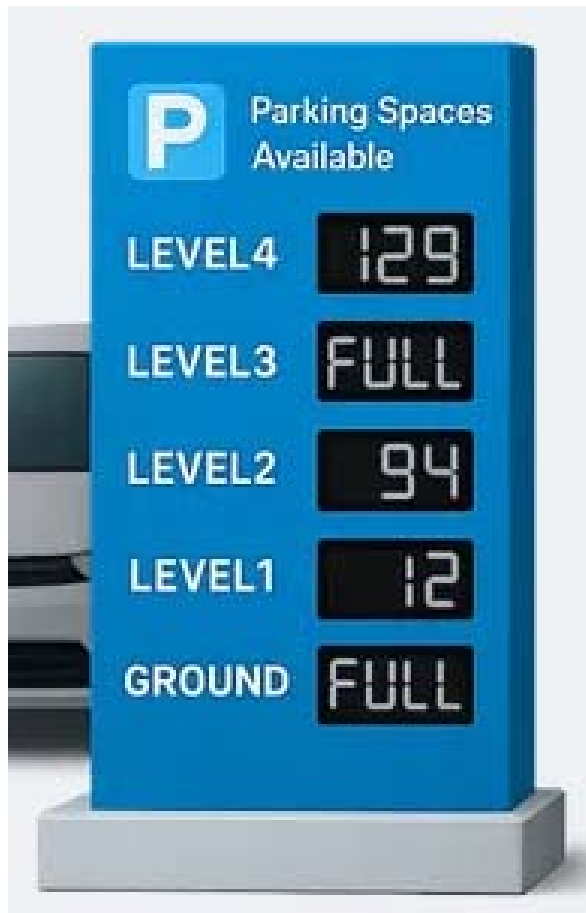 P
Parking Spaces
Available
LEVEL4 129
LEVEL3 FULL
LEVEL2 94
LEVEL1 12
GROUND FULL